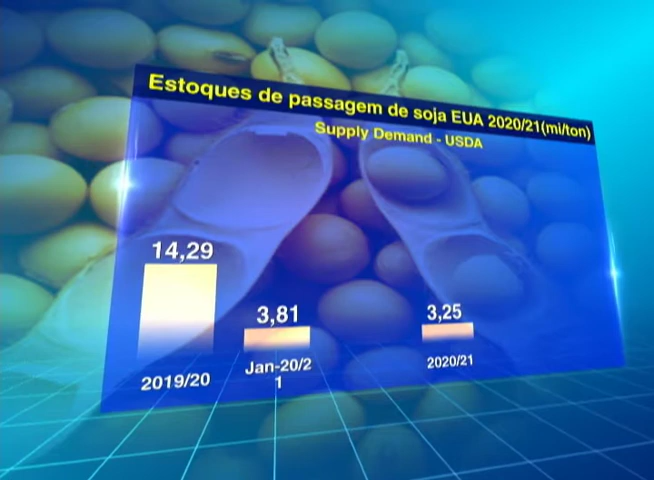 Estoques de passagem de soja EUA 2020/21(mi/ton)
Supply Demand - USDA
14,29
3,81
3,25
2019/20
Jan-20/2
1
2020/21